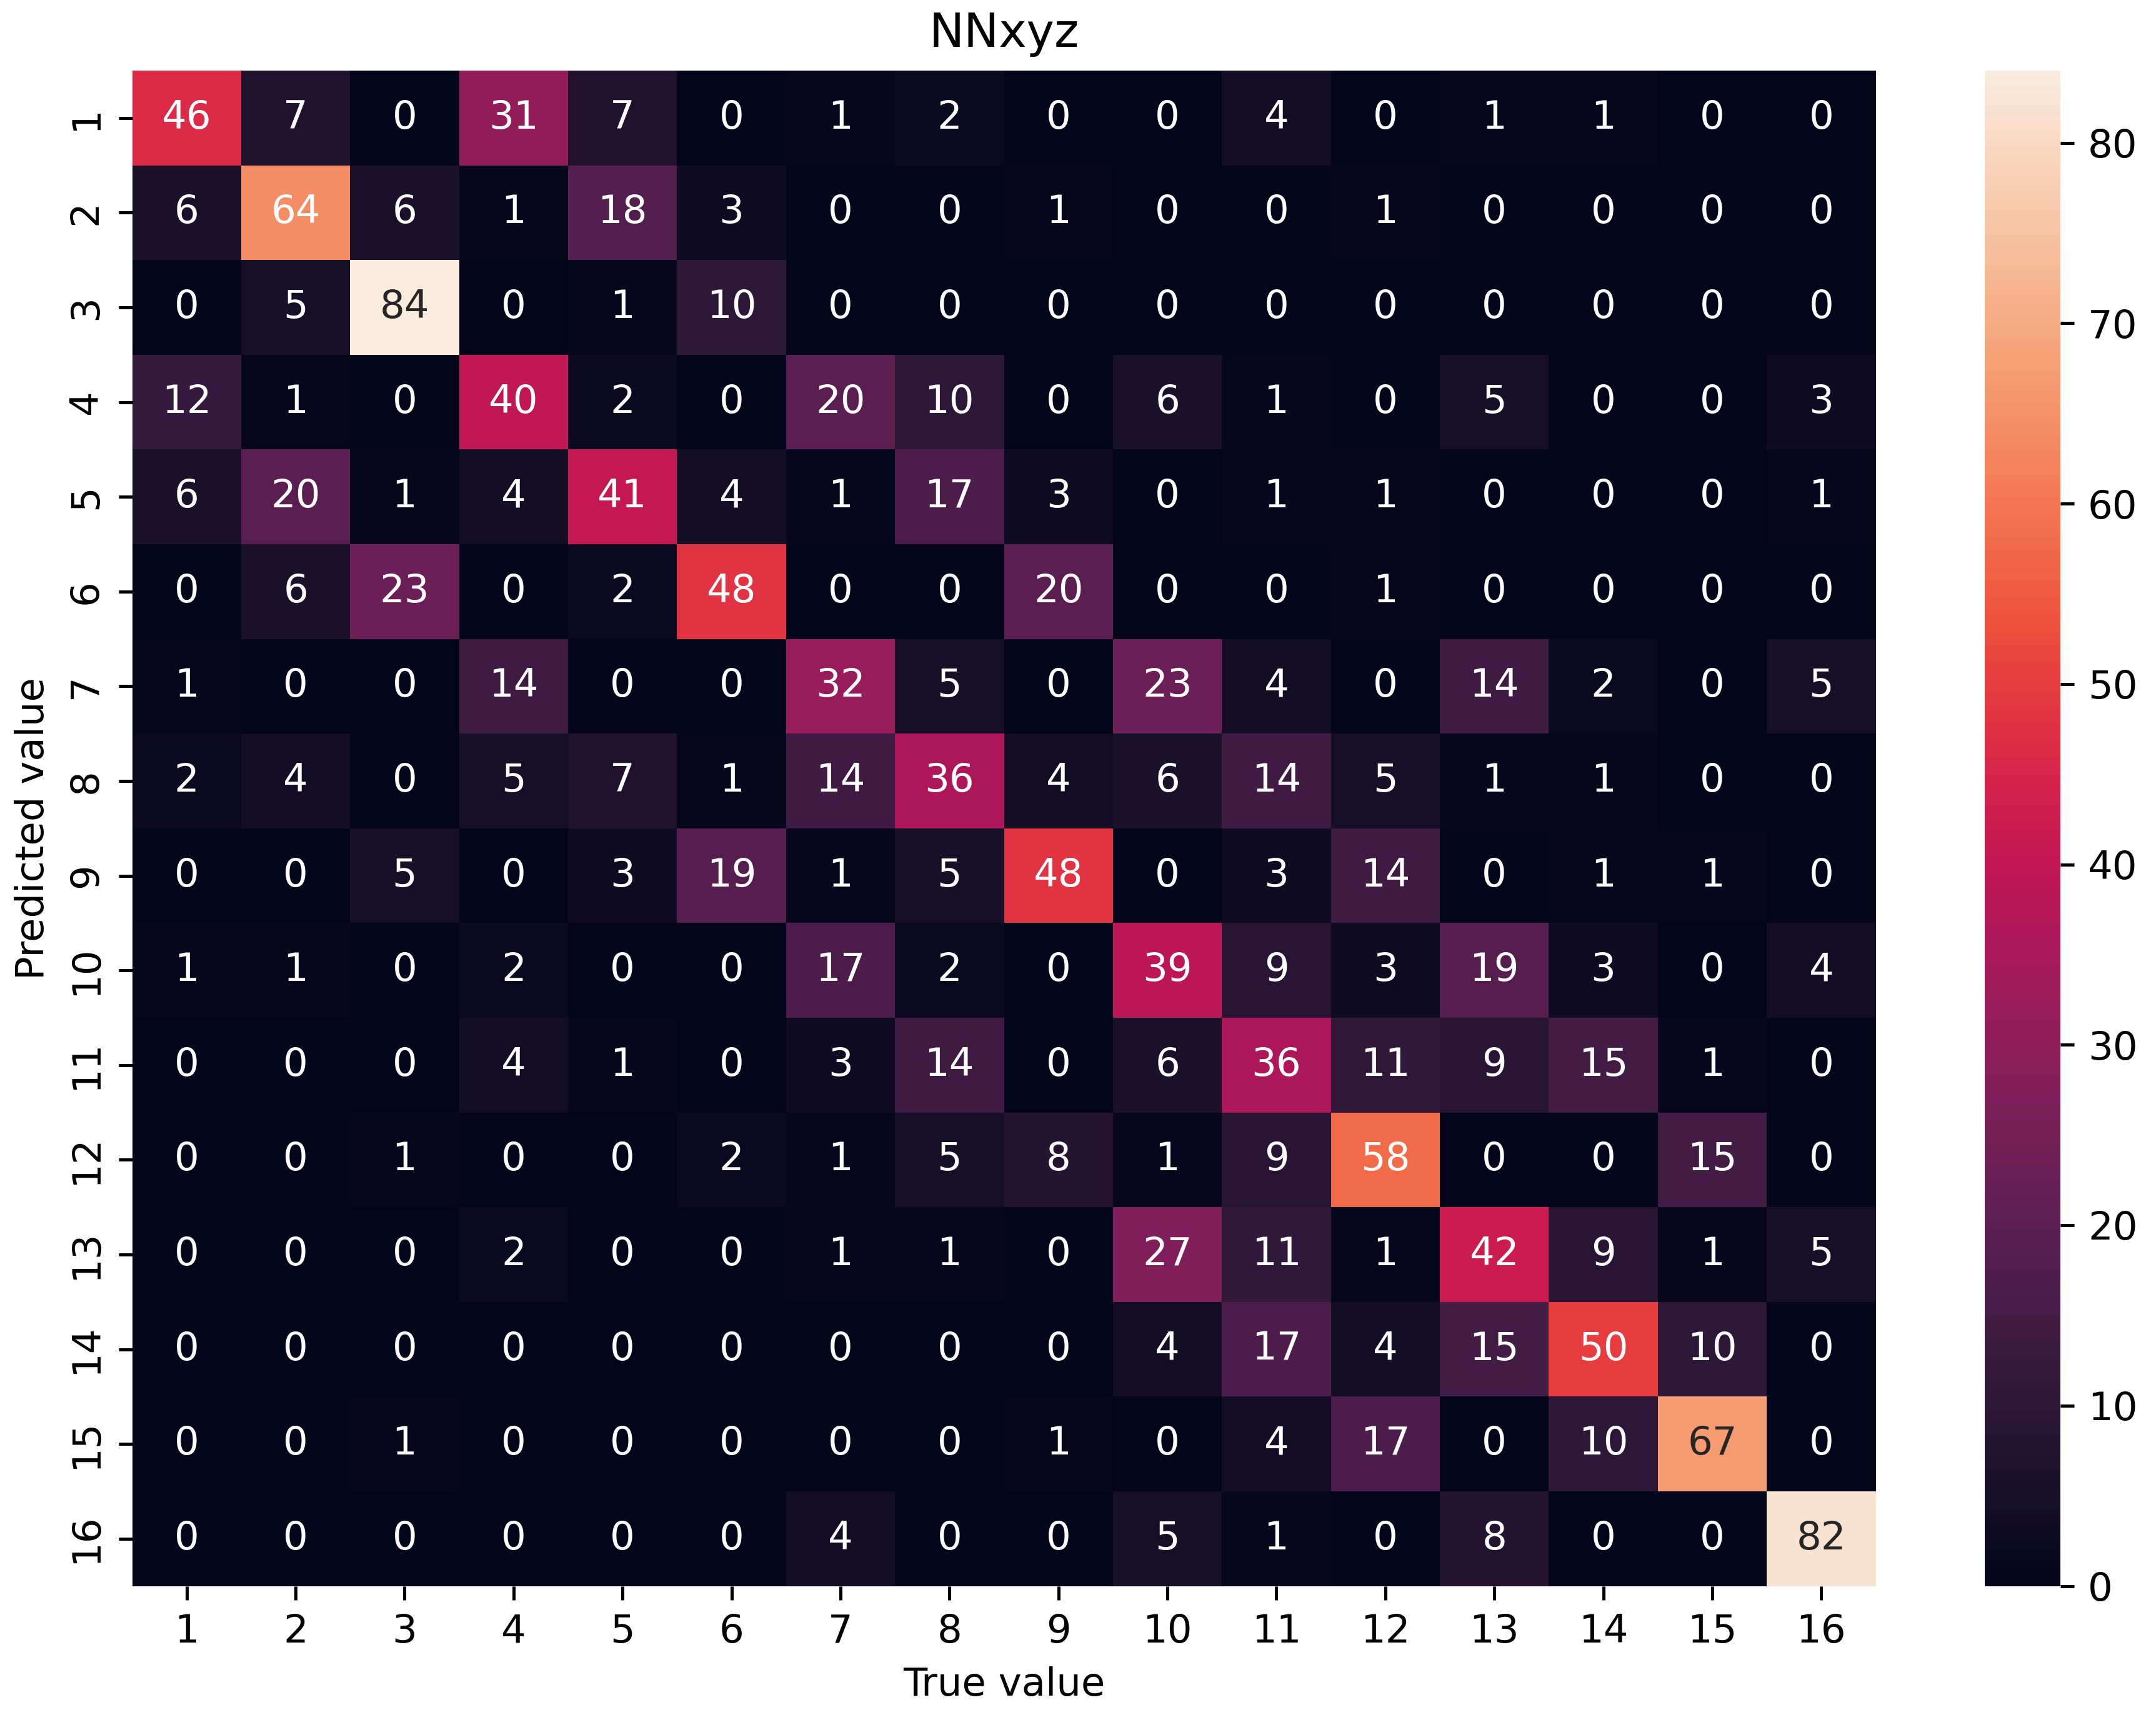 NNxyz
1 46 7 0 31 7 0 1 2 0 0 4 0 1 1 0 0
2 6 64 6 1 18 3 0 0 1 0 0 1 0 0 0 0
3 0 5 84 0 1 10 0 0 0 0 0 0 0 0 0 0
4 12 1 0 40 2 0 20 10 0 6 1 0 5 0 0 3
5 6 20 1 4 41 4 1 17 3 0 1 1 0 0 0 1
6 0 6 23 0 2 48 0 0 20 0 0 1 0 0 0 0
7 1 0 0 14 0 0 32 5 0 23 4 0 14 2 0 5
8 2 4 0 5 7 1 14 36 4 6 14 5 1 1 0 0
9 0 0 5 0 3 19 1 5 48 0 3 14 0 1 1 0
10 1 1 0 2 0 0 17 2 0 39 9 3 19 3 0 4
11 0 0 0 4 1 0 3 14 0 6 36 11 9 15 1 0
12 0 0 1 0 0 2 1 5 8 1 9 58 0 0 15 0
13 0 0 0 2 0 0 1 1 0 27 11 1 42 9 1 5
14 0 0 0 0 0 0 0 0 0 4 17 4 15 50 10 0
15 0 0 1 0 0 0 0 0 1 0 4 17 0 10 67 0
16 0 0 0 0 0 0 4 0 0 5 1 0 8 0 0 82
1 2 3 4 5 6 7 8 9 10 11 12 13 14 15 16
True value
Predicted value
80
70
60
50
40
30
20
10
0